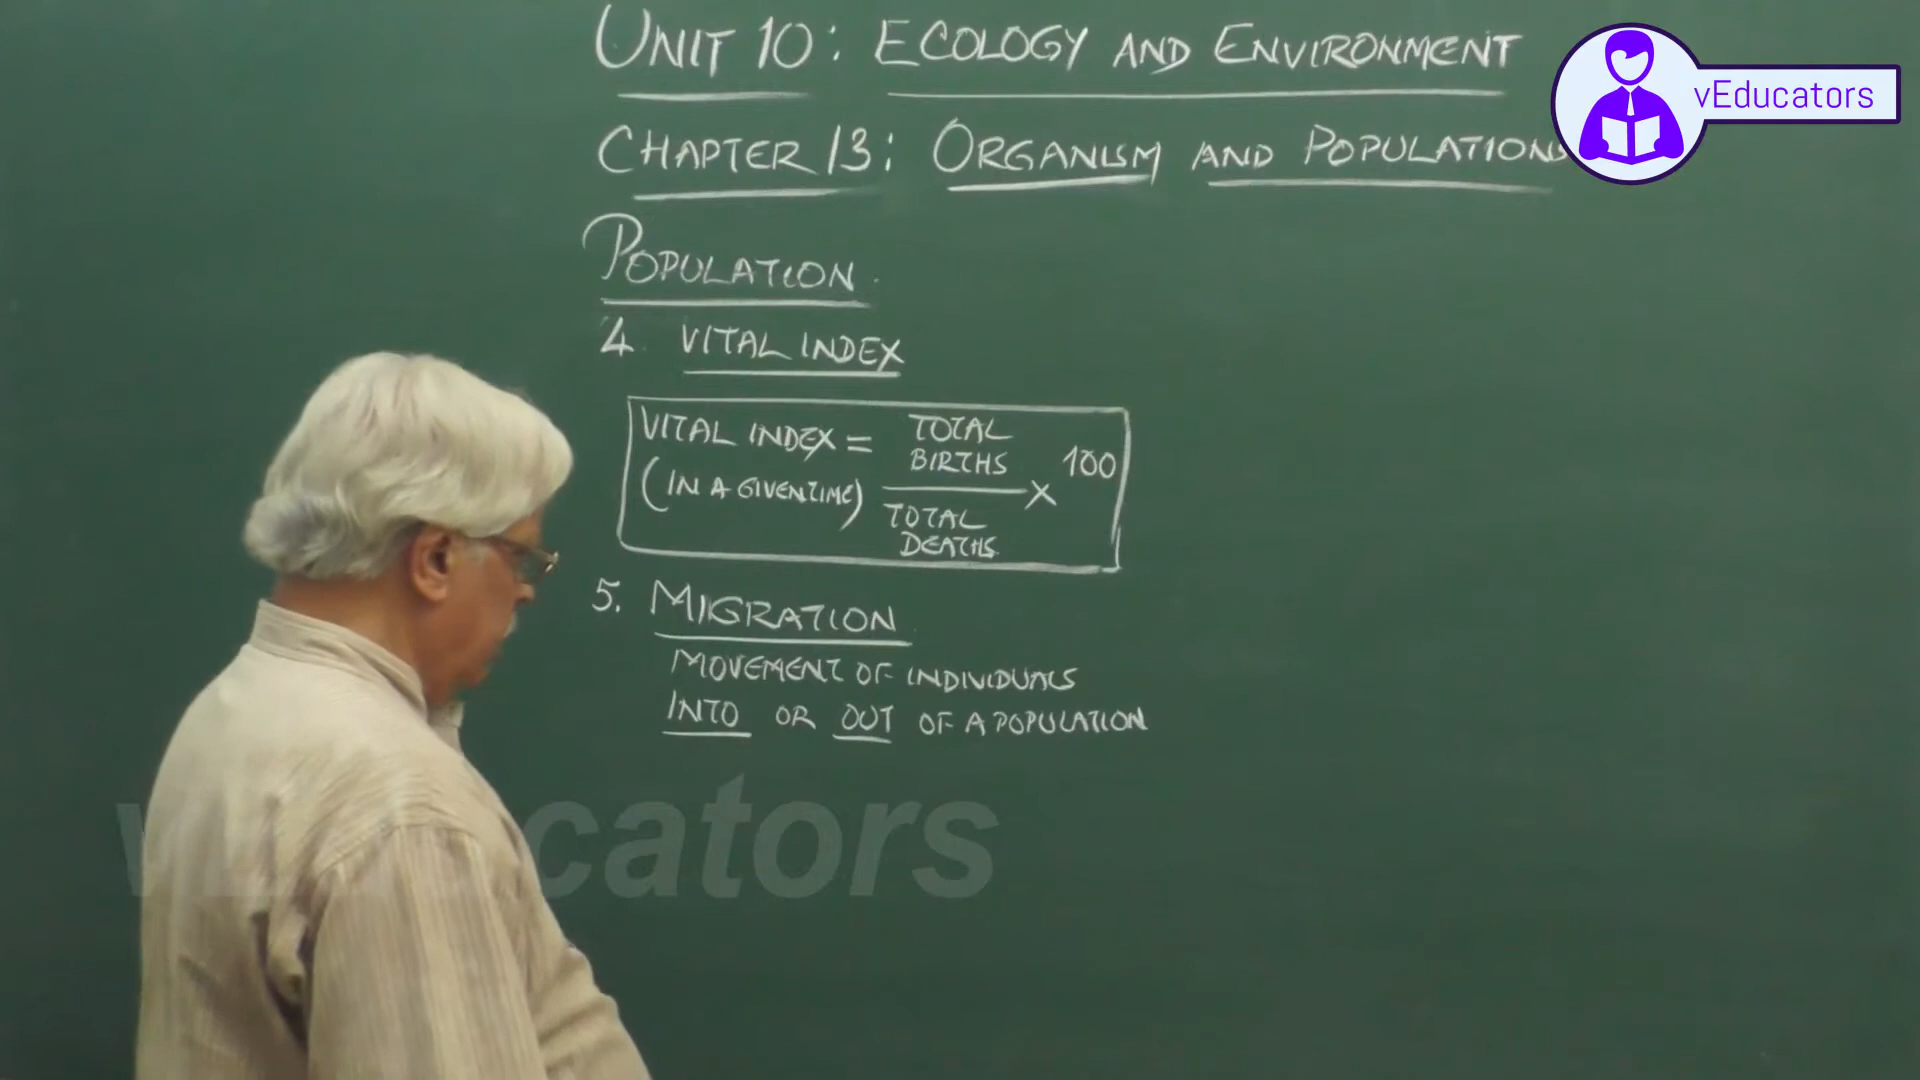 UNIT 10: ECOLOGY AND ENVIRONMENT
vEducators
CHAPTER 13: ORGANISM AND POPULATIONS
POPULATION.
4. VITAL INDEX
VITAL INDEX = TOTAL BIRTHS
(IN A GIVEN TIME) × 100
TOTAL DEATHS.
5. MIGRATION
MOVEMENT OF INDIVIDUALS
INTO OR OUT OF A POPULATION